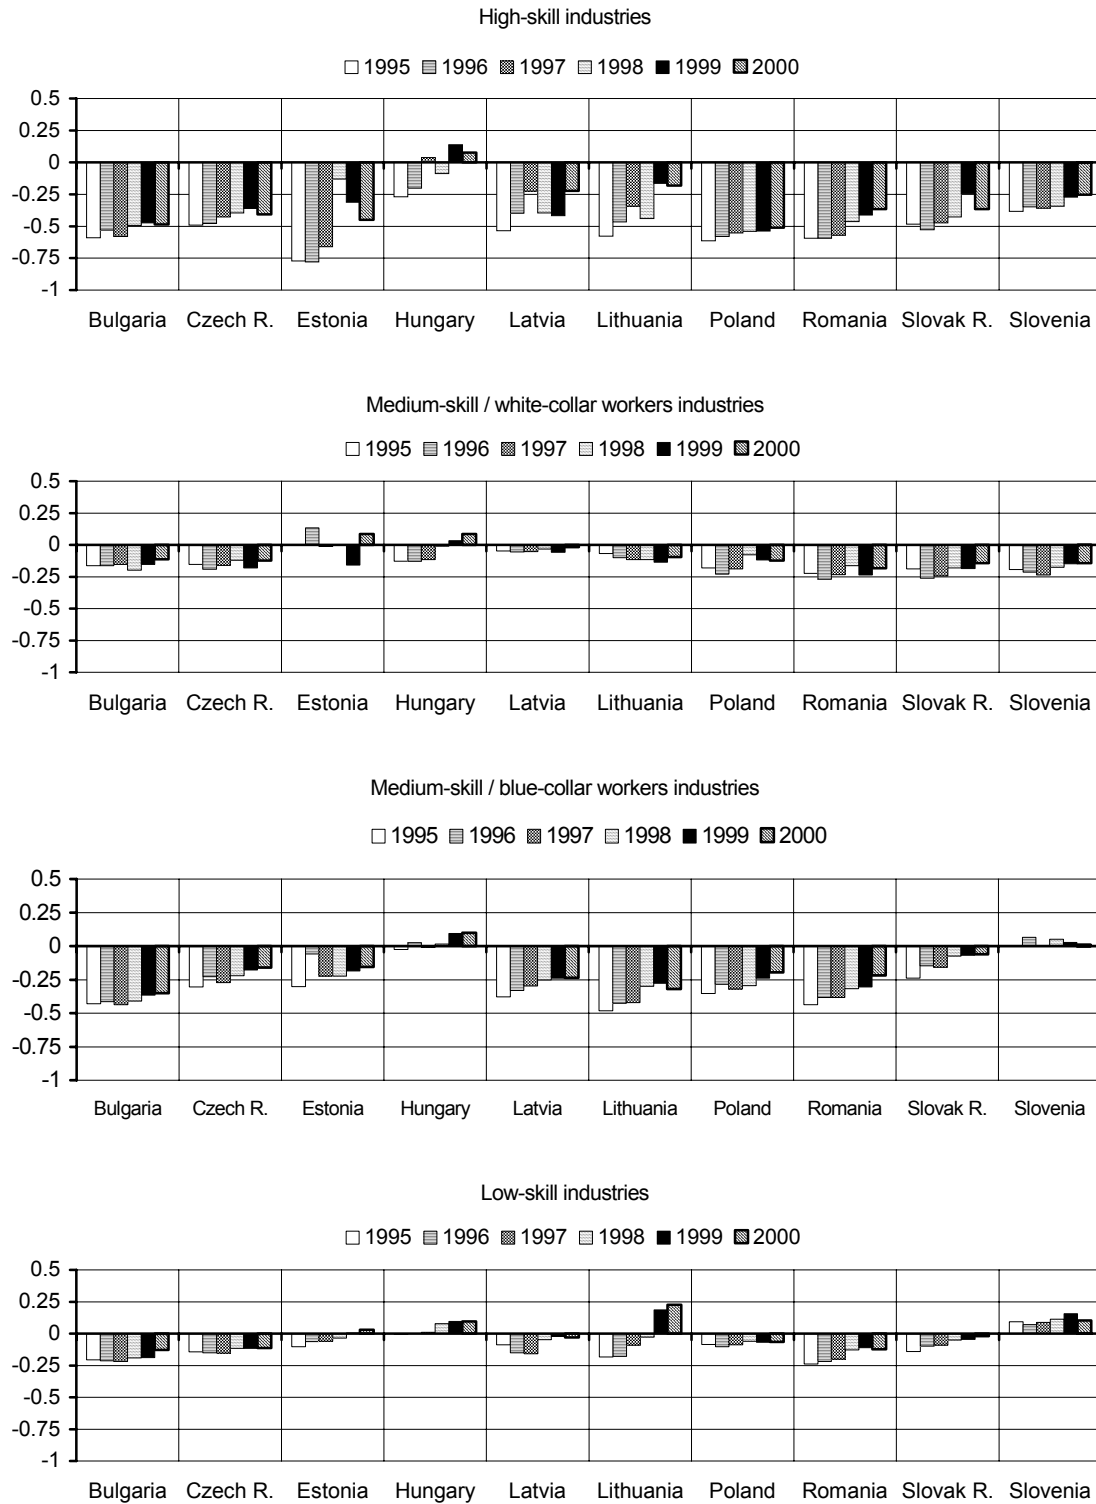 High-skill industries
1995 1996 1997 1998 1999 2000
0.5
0.25
0
-0.25
-0.5
-0.75
-1
Bulgaria Czech R. Estonia Hungary Latvia Lithuania Poland Romania Slovak R. Slovenia
Medium-skill / white-collar workers industries
1995 1996 1997 1998 1999 2000
0.5
0.25
0
-0.25
-0.5
-0.75
-1
Bulgaria Czech R. Estonia Hungary Latvia Lithuania Poland Romania Slovak R. Slovenia
Medium-skill / blue-collar workers industries
1995 1996 1997 1998 1999 2000
0.5
0.25
0
-0.25
-0.5
-0.75
-1
Bulgaria Czech R. Estonia Hungary Latvia Lithuania Poland Romania Slovak R. Slovenia
Low-skill industries
1995 1996 1997 1998 1999 2000
0.5
0.25
0
-0.25
-0.5
-0.75
-1
Bulgaria Czech R. Estonia Hungary Latvia Lithuania Poland Romania Slovak R. Slovenia